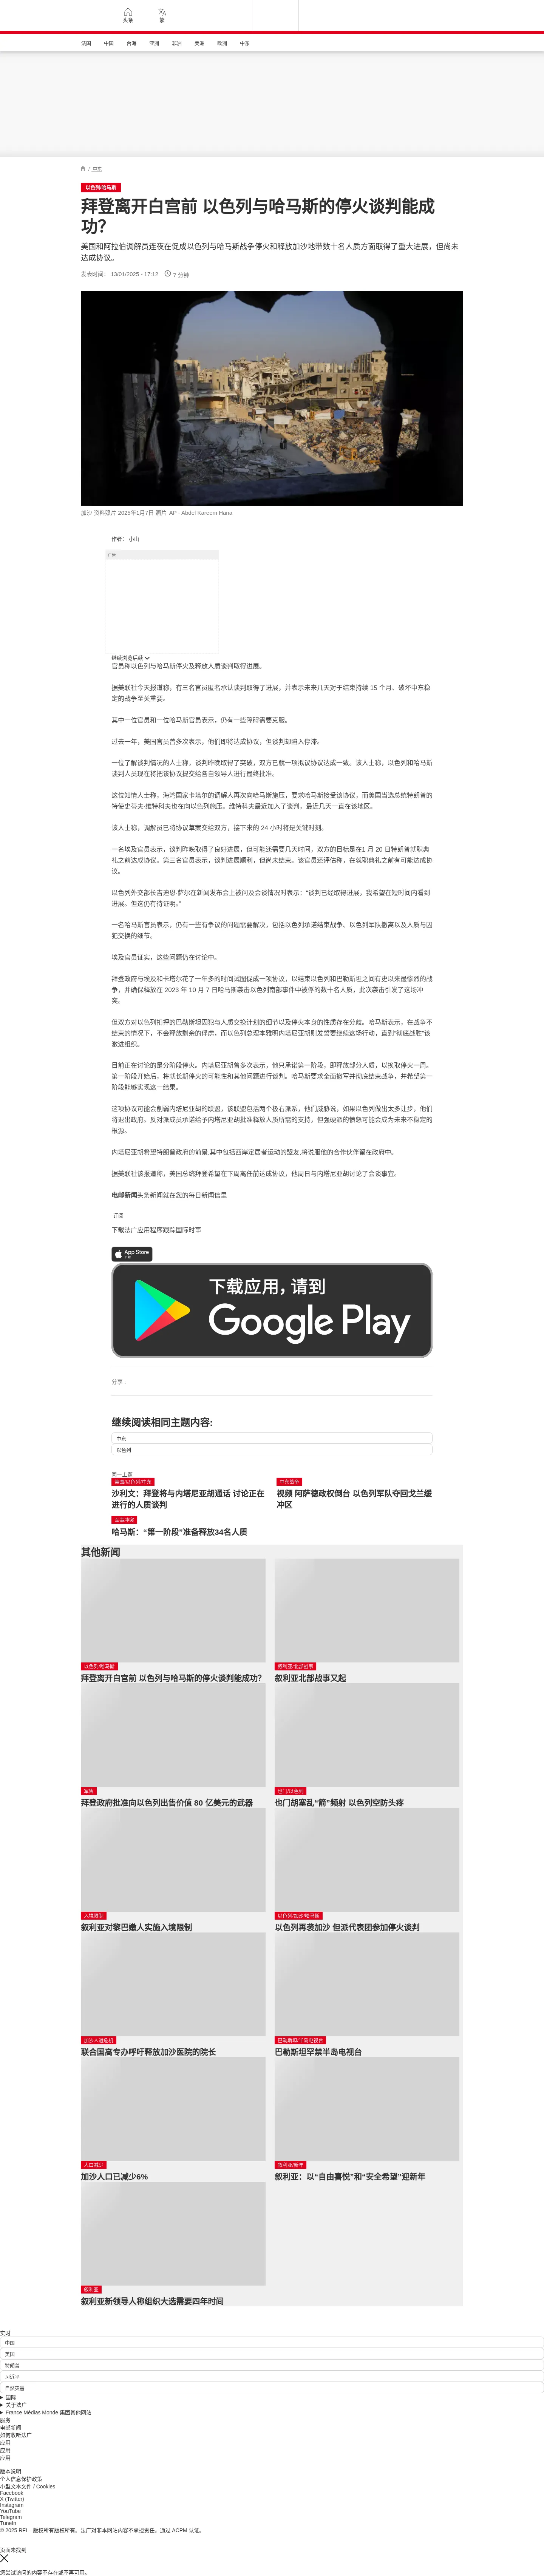 头条
繁
法国 中国 台海 亚洲 非洲 美洲 欧洲 中东
/ 中东
以色列/哈马斯
拜登离开白宫前 以色列与哈马斯的停火谈判能成
功?
美国和阿拉伯调解员连夜在促成以色列与哈马斯战争停火和释放加沙地带数十名人质方面取得了重大进展，但尚未
达成协议。
发表时间： 13/01/2025 - 17:12 7 分钟
加沙 资料照片 2025年1月7日 照片 AP - Abdel Kareem Hana
作者： 小山
广告
继续浏览后续
官员称以色列与哈马斯停火及释放人质谈判取得进展。
据美联社今天报道称，有三名官员匿名承认谈判取得了进展，并表示未来几天对于结束持续 15 个月、破坏中东稳
定的战争至关重要。
其中一位官员和一位哈马斯官员表示，仍有一些障碍需要克服。
过去一年，美国官员曾多次表示，他们即将达成协议，但谈判却陷入停滞。
一位了解谈判情况的人士称，谈判昨晚取得了突破，双方已就一项拟议协议达成一致。该人士称，以色列和哈马斯
谈判人员现在将把该协议提交给各自领导人进行最终批准。
这位知情人士称，海湾国家卡塔尔的调解人再次向哈马斯施压，要求哈马斯接受该协议，而美国当选总统特朗普的
特使史蒂夫·维特科夫也在向以色列施压。维特科夫最近加入了谈判，最近几天一直在该地区。
该人士称，调解员已将协议草案交给双方，接下来的 24 小时将是关键时刻。
一名埃及官员表示，谈判昨晚取得了良好进展，但可能还需要几天时间，双方的目标是在1 月 20 日特朗普就职典
礼之前达成协议。第三名官员表示，谈判进展顺利，但尚未结束。该官员还评估称，在就职典礼之前有可能达成协
议。
以色列外交部长吉迪恩·萨尔在新闻发布会上被问及会谈情况时表示：“谈判已经取得进展，我希望在短时间内看到
进展。但这仍有待证明。”
一名哈马斯官员表示，仍有一些有争议的问题需要解决，包括以色列承诺结束战争、以色列军队撤离以及人质与囚
犯交换的细节。
埃及官员证实，这些问题仍在讨论中。
拜登政府与埃及和卡塔尔花了一年多的时间试图促成一项协议，以结束以色列和巴勒斯坦之间有史以来最惨烈的战
争，并确保释放在 2023 年 10 月 7 日哈马斯袭击以色列南部事件中被俘的数十名人质，此次袭击引发了这场冲
突。
但双方对以色列扣押的巴勒斯坦囚犯与人质交换计划的细节以及停火本身的性质存在分歧。哈马斯表示，在战争不
结束的情况下，不会释放剩余的俘虏，而以色列总理本雅明内塔尼亚胡则发誓要继续这场行动，直到“彻底战胜”该
激进组织。
目前正在讨论的是分阶段停火。内塔尼亚胡曾多次表示，他只承诺第一阶段，即释放部分人质，以换取停火一周。
第一阶段开始后，将就长期停火的可能性和其他问题进行谈判。哈马斯要求全面撤军并彻底结束战争，并希望第一
阶段能够实现这一结果。
这项协议可能会削弱内塔尼亚胡的联盟，该联盟包括两个极右派系，他们威胁说，如果以色列做出太多让步，他们
将退出政府。反对派成员承诺给予内塔尼亚胡批准释放人质所需的支持，但强硬派的愤怒可能会成为未来不稳定的
根源。
内塔尼亚胡希望特朗普政府的前景,其中包括西岸定居者运动的盟友,将说服他的合作伙伴留在政府中。
据美联社该报道称，美国总统拜登希望在下周离任前达成协议，他周日与内塔尼亚胡讨论了会谈事宜。
电邮新闻头条新闻就在您的每日新闻信里
订阅
下载法广应用程序跟踪国际时事
App Store
下载
下载应用, 请到
Google Play
分享 :
继续阅读相同主题内容:
中东
以色列
同一主题
美国/以色列/中东
沙利文：拜登将与内塔尼亚胡通话 讨论正在
进行的人质谈判
中东战争
视频 阿萨德政权倒台 以色列军队夺回戈兰缓
冲区
军事冲突
哈马斯：“第一阶段”准备释放34名人质
其他新闻
以色列/哈马斯
拜登离开白宫前 以色列与哈马斯的停火谈判能成功?
叙利亚/北部战事
叙利亚北部战事又起
军售
拜登政府批准向以色列出售价值 80 亿美元的武器
也门/以色列
也门胡塞乱“箭”频射 以色列空防头疼
入境限制
叙利亚对黎巴嫩人实施入境限制
以色列/加沙/哈马斯
以色列再袭加沙 但派代表团参加停火谈判
加沙人道危机
联合国高专办呼吁释放加沙医院的院长
巴勒斯坦/半岛电视台
巴勒斯坦罕禁半岛电视台
人口减少
加沙人口已减少6%
叙利亚/新年
叙利亚：以“自由喜悦”和“安全希望”迎新年
叙利亚
叙利亚新领导人称组织大选需要四年时间
实时
中国
美国
特朗普
习近平
自然灾害
国际
关于法广
France Médias Monde 集团其他网站
服务
电邮新闻
如何收听法广
应用
应用
应用
版本说明
个人信息保护政策
小型文本文件 / Cookies
Facebook
X (Twitter)
Instagram
YouTube
Telegram
TuneIn
© 2025 RFI – 版权所有版权所有。法广对非本网站内容不承担责任。通过 ACPM 认证。
页面未找到
您尝试访问的内容不存在或不再可用。